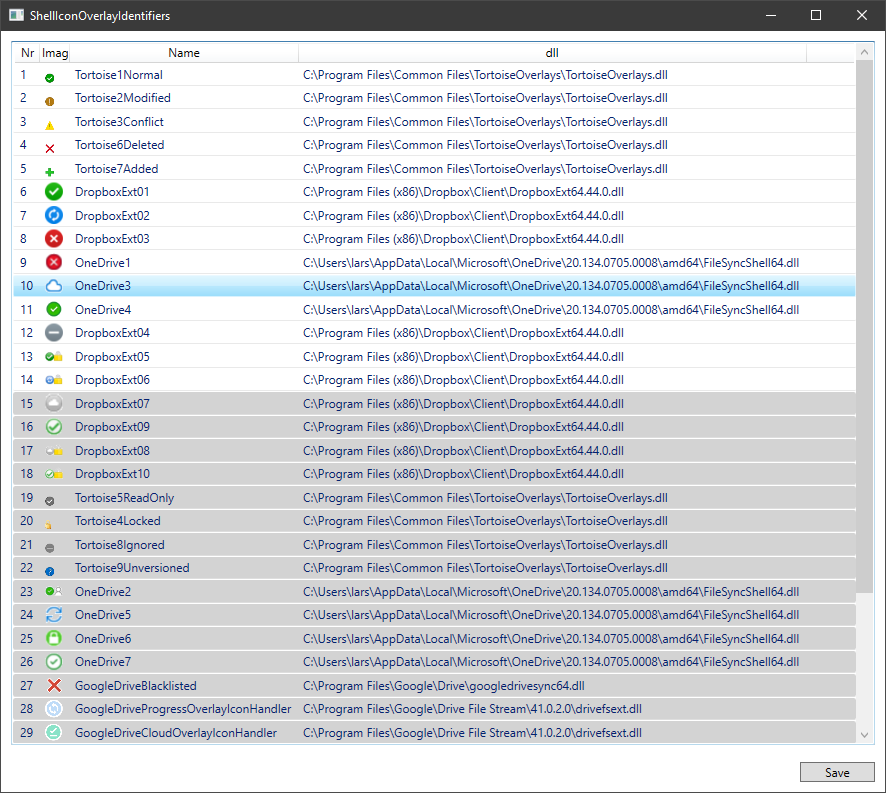 ShellIconOverlayIdentifiers
Nr Imag Name dll
1 Tortoise1Normal C:\Program Files\Common Files\TortoiseOverlays\TortoiseOverlays.dll
2 Tortoise2Modified C:\Program Files\Common Files\TortoiseOverlays\TortoiseOverlays.dll
3 Tortoise3Conflict C:\Program Files\Common Files\TortoiseOverlays\TortoiseOverlays.dll
4 Tortoise6Deleted C:\Program Files\Common Files\TortoiseOverlays\TortoiseOverlays.dll
5 Tortoise7Added C:\Program Files\Common Files\TortoiseOverlays\TortoiseOverlays.dll
6 DropboxExt01 C:\Program Files (x86)\Dropbox\Client\DropboxExt64.44.0.dll
7 DropboxExt02 C:\Program Files (x86)\Dropbox\Client\DropboxExt64.44.0.dll
8 DropboxExt03 C:\Program Files (x86)\Dropbox\Client\DropboxExt64.44.0.dll
9 OneDrive1 C:\Users\lars\AppData\Local\Microsoft\OneDrive\20.134.0705.0008\amd64\FileSyncShell64.dll
10 OneDrive3 C:\Users\lars\AppData\Local\Microsoft\OneDrive\20.134.0705.0008\amd64\FileSyncShell64.dll
11 OneDrive4 C:\Users\lars\AppData\Local\Microsoft\OneDrive\20.134.0705.0008\amd64\FileSyncShell64.dll
12 DropboxExt04 C:\Program Files (x86)\Dropbox\Client\DropboxExt64.44.0.dll
13 DropboxExt05 C:\Program Files (x86)\Dropbox\Client\DropboxExt64.44.0.dll
14 DropboxExt06 C:\Program Files (x86)\Dropbox\Client\DropboxExt64.44.0.dll
15 DropboxExt07 C:\Program Files (x86)\Dropbox\Client\DropboxExt64.44.0.dll
16 DropboxExt09 C:\Program Files (x86)\Dropbox\Client\DropboxExt64.44.0.dll
17 DropboxExt08 C:\Program Files (x86)\Dropbox\Client\DropboxExt64.44.0.dll
18 DropboxExt10 C:\Program Files (x86)\Dropbox\Client\DropboxExt64.44.0.dll
19 Tortoise5ReadOnly C:\Program Files\Common Files\TortoiseOverlays\TortoiseOverlays.dll
20 Tortoise4Locked C:\Program Files\Common Files\TortoiseOverlays\TortoiseOverlays.dll
21 Tortoise8Ignored C:\Program Files\Common Files\TortoiseOverlays\TortoiseOverlays.dll
22 Tortoise9Unversioned C:\Program Files\Common Files\TortoiseOverlays\TortoiseOverlays.dll
23 OneDrive2 C:\Users\lars\AppData\Local\Microsoft\OneDrive\20.134.0705.0008\amd64\FileSyncShell64.dll
24 OneDrive5 C:\Users\lars\AppData\Local\Microsoft\OneDrive\20.134.0705.0008\amd64\FileSyncShell64.dll
25 OneDrive6 C:\Users\lars\AppData\Local\Microsoft\OneDrive\20.134.0705.0008\amd64\FileSyncShell64.dll
26 OneDrive7 C:\Users\lars\AppData\Local\Microsoft\OneDrive\20.134.0705.0008\amd64\FileSyncShell64.dll
27 GoogleDriveBlacklisted C:\Program Files\Google\Drive\googledrivesync64.dll
28 GoogleDriveProgressOverlayIconHandler C:\Program Files\Google\Drive File Stream\41.0.2.0\drivefsext.dll
29 GoogleDriveCloudOverlayIconHandler C:\Program Files\Google\Drive File Stream\41.0.2.0\drivefsext.dll
Save